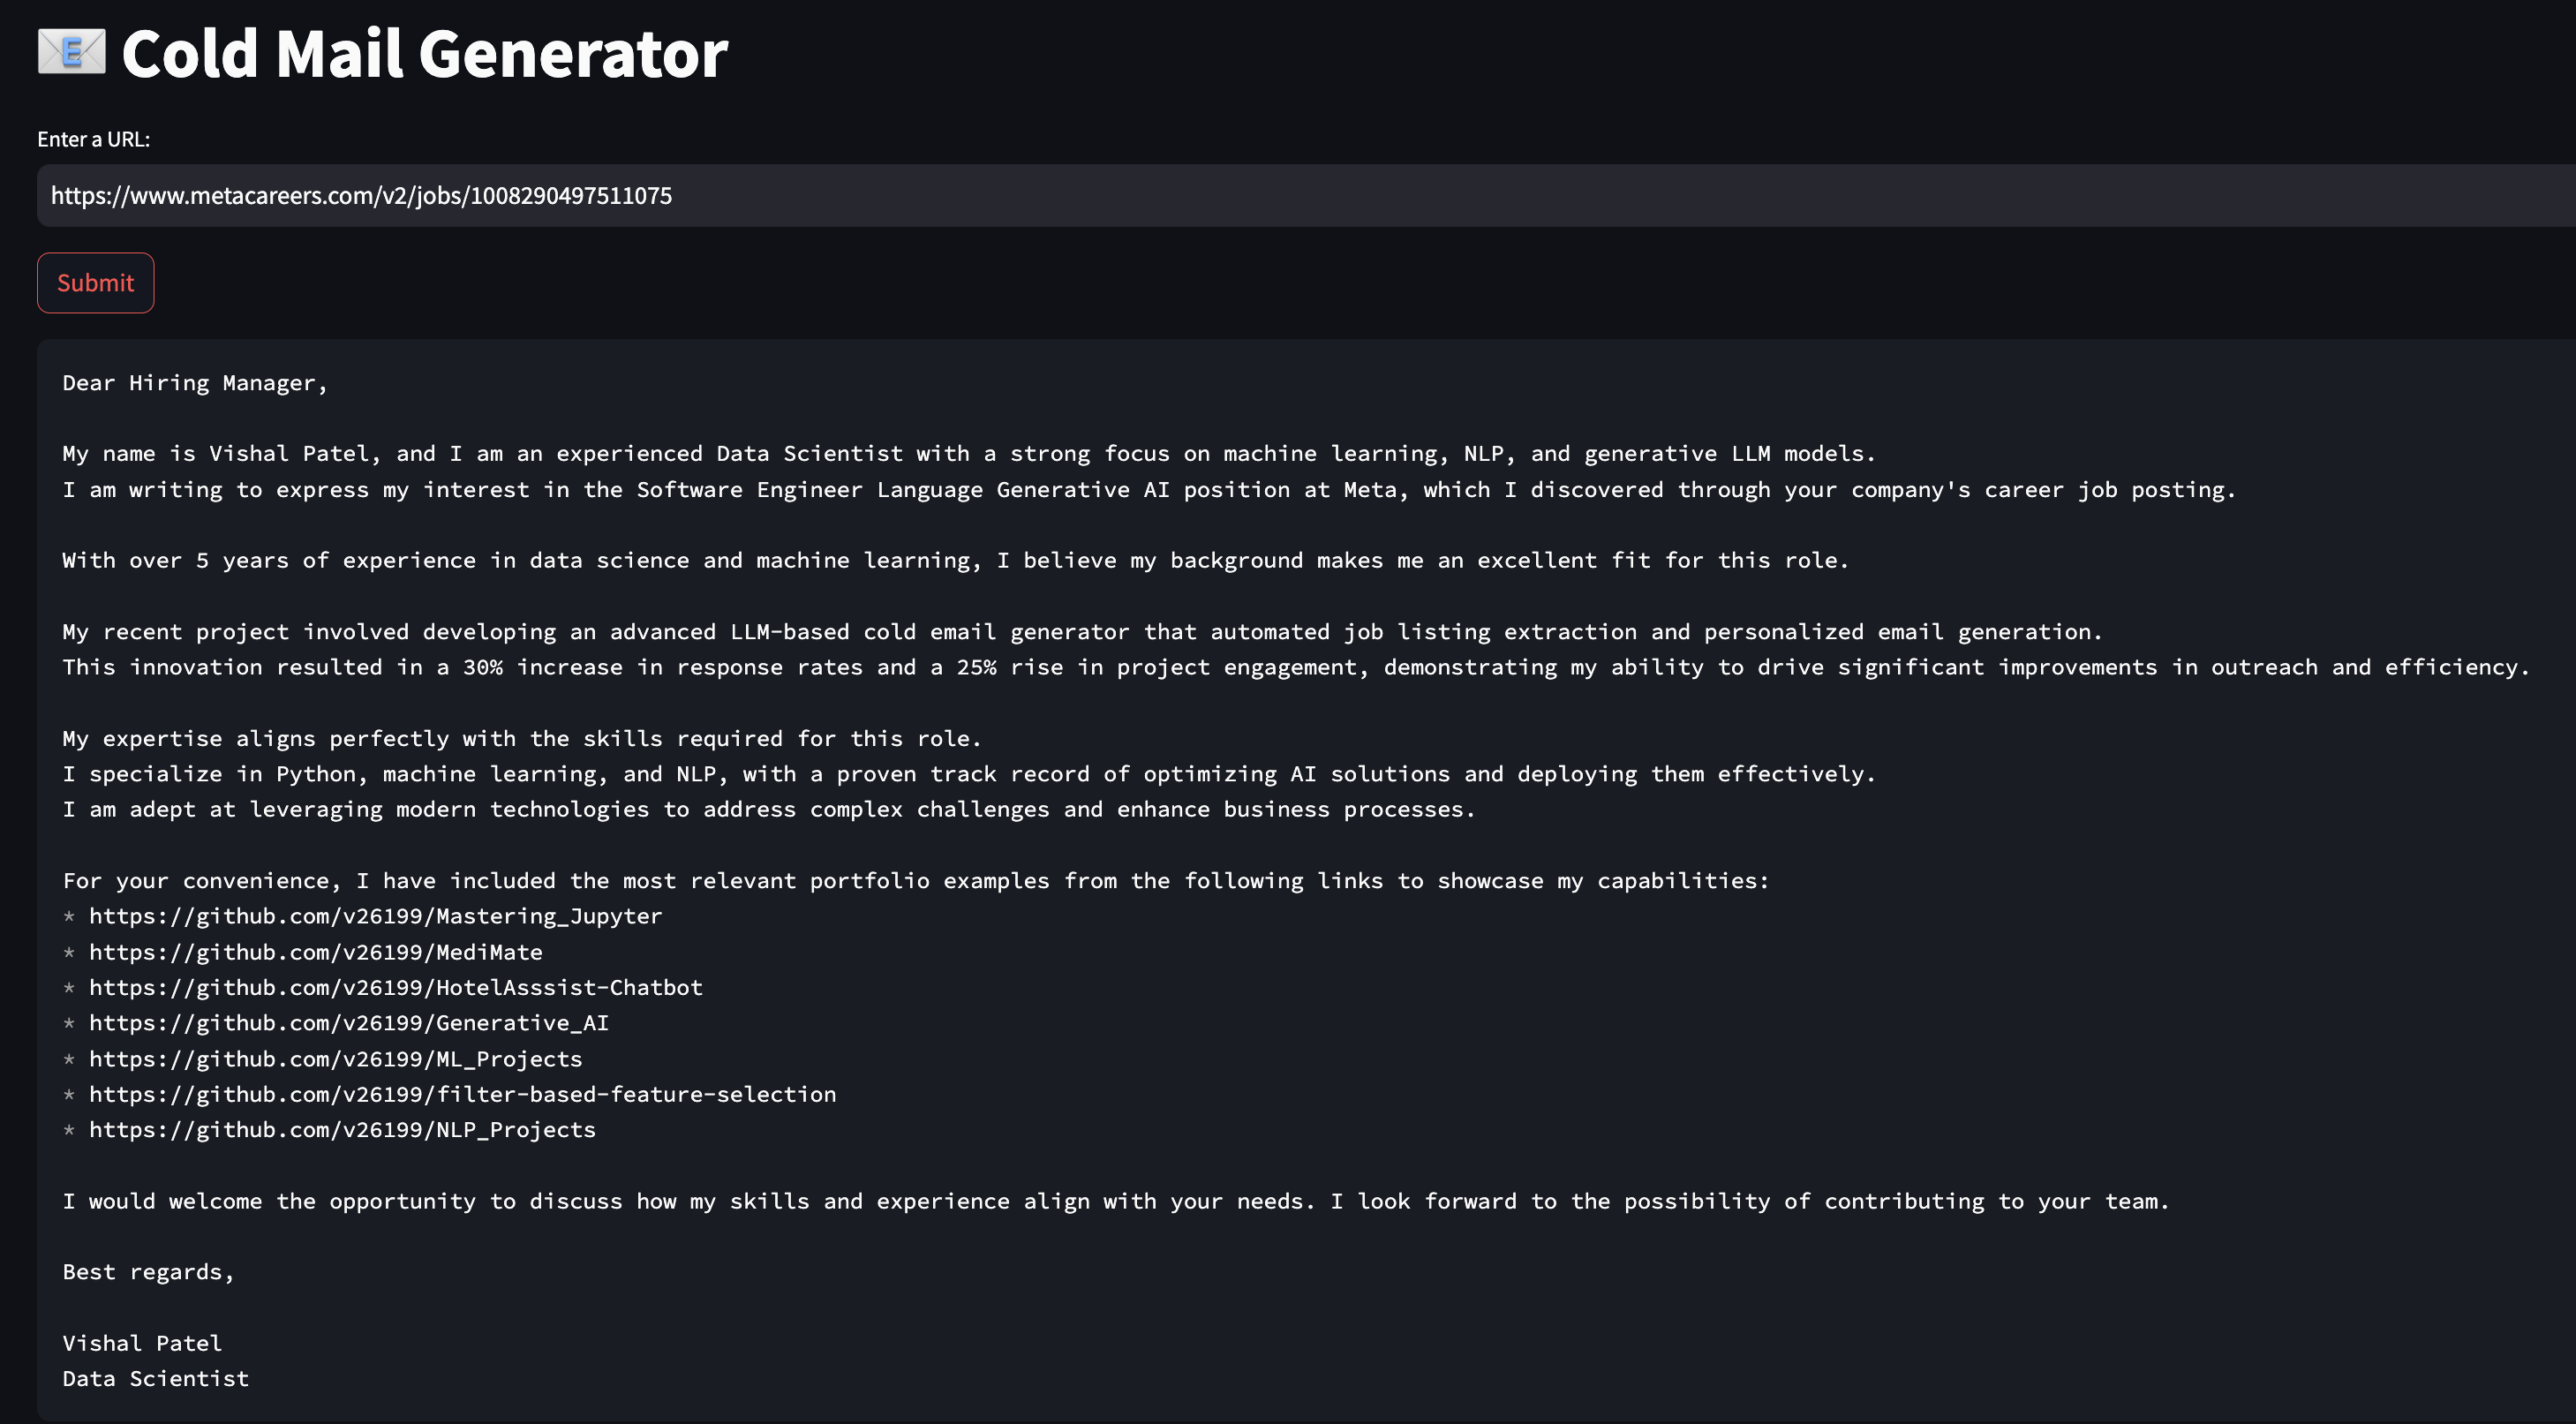 E Cold Mail Generator
Enter a URL:
https://www.metacareers.com/v2/jobs/1008290497511075
Submit
Dear Hiring Manager,
My name is Vishal Patel, and I am an experienced Data Scientist with a strong focus on machine learning, NLP, and generative LLM models.
I am writing to express my interest in the Software Engineer Language Generative AI position at Meta, which I discovered through your company's career job posting.
With over 5 years of experience in data science and machine learning, I believe my background makes me an excellent fit for this role.
My recent project involved developing an advanced LLM-based cold email generator that automated job listing extraction and personalized email generation.
This innovation resulted in a 30% increase in response rates and a 25% rise in project engagement, demonstrating my ability to drive significant improvements in outreach and efficiency.
My expertise aligns perfectly with the skills required for this role.
I specialize in Python, machine learning, and NLP, with a proven track record of optimizing AI solutions and deploying them effectively.
I am adept at leveraging modern technologies to address complex challenges and enhance business processes.
For your convenience, I have included the most relevant portfolio examples from the following links to showcase my capabilities:
* https://github.com/v26199/Mastering_Jupyter
* https://github.com/v26199/MediMate
* https://github.com/v26199/HotelAsssist-Chatbot
* https://github.com/v26199/Generative_AI
* https://github.com/v26199/ML_Projects
* https://github.com/v26199/filter-based-feature-selection
* https://github.com/v26199/NLP_Projects
I would welcome the opportunity to discuss how my skills and experience align with your needs. I look forward to the possibility of contributing to your team.
Best regards,
Vishal Patel
Data Scientist